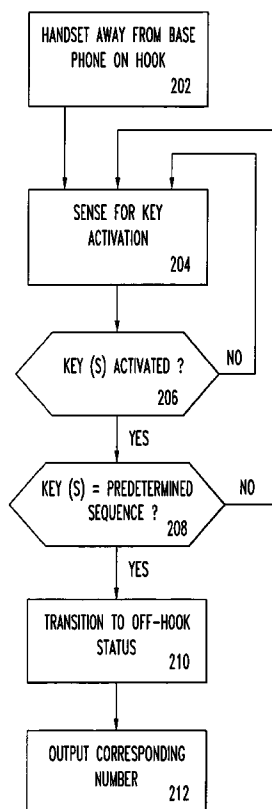 HANDSET AWAY FROM BASE
PHONE ON HOOK
202
SENSE FOR KEY
ACTIVATION
204
KEY (S) ACTIVATED ?
206
NO
YES
KEY (S) = PREDETERMINED
SEQUENCE ?
208
NO
YES
TRANSITION TO OFF-HOOK
STATUS
210
OUTPUT CORRESPONDING
NUMBER
212